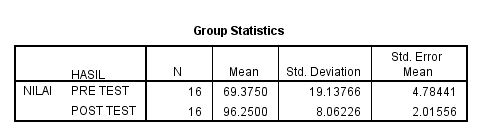 Group Statistics
HASIL N Mean Std. Deviation Std. Error Mean
NILAI PRE TEST 16 69.3750 19.13766 4.78441
POST TEST 16 96.2500 8.06226 2.01556